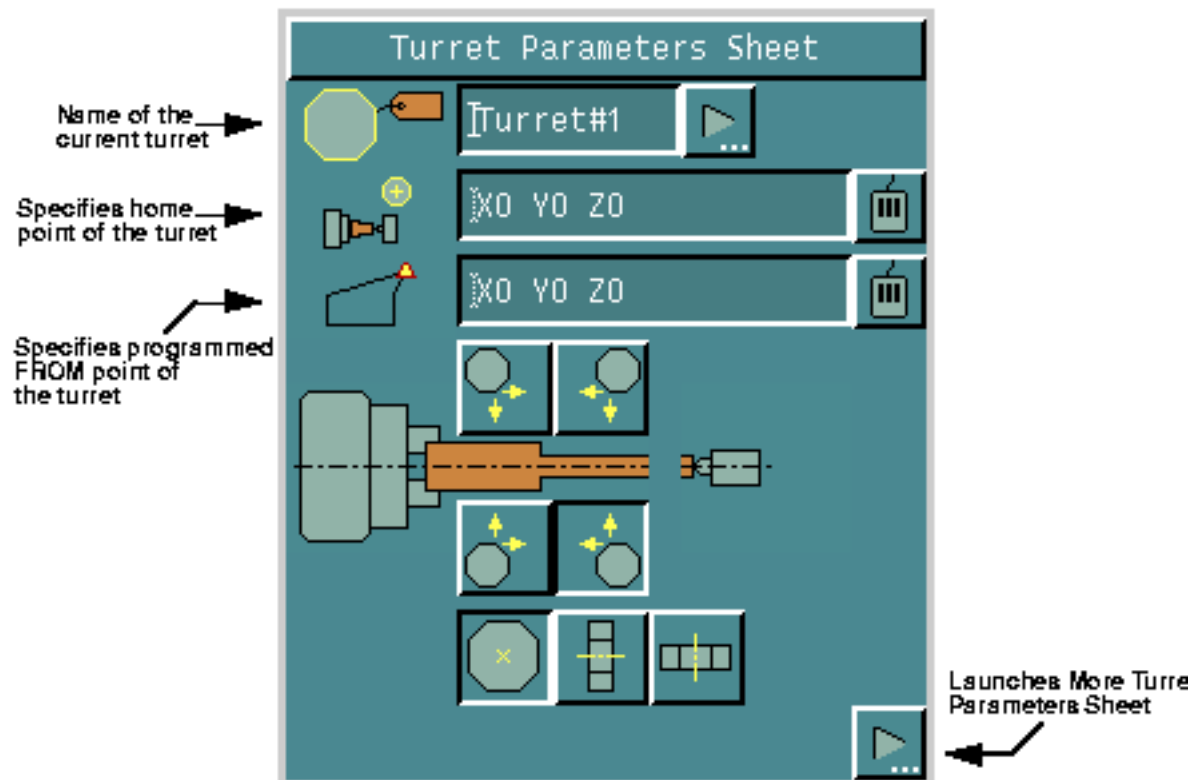 Turret Parameters Sheet
Name of the
current turret
Turret#1
Specifies home
point of the turret
X0 Y0 Z0
X0 Y0 Z0
Specifies programmed
FROM point of
the turret
Launches More Turre
Parameters Sheet